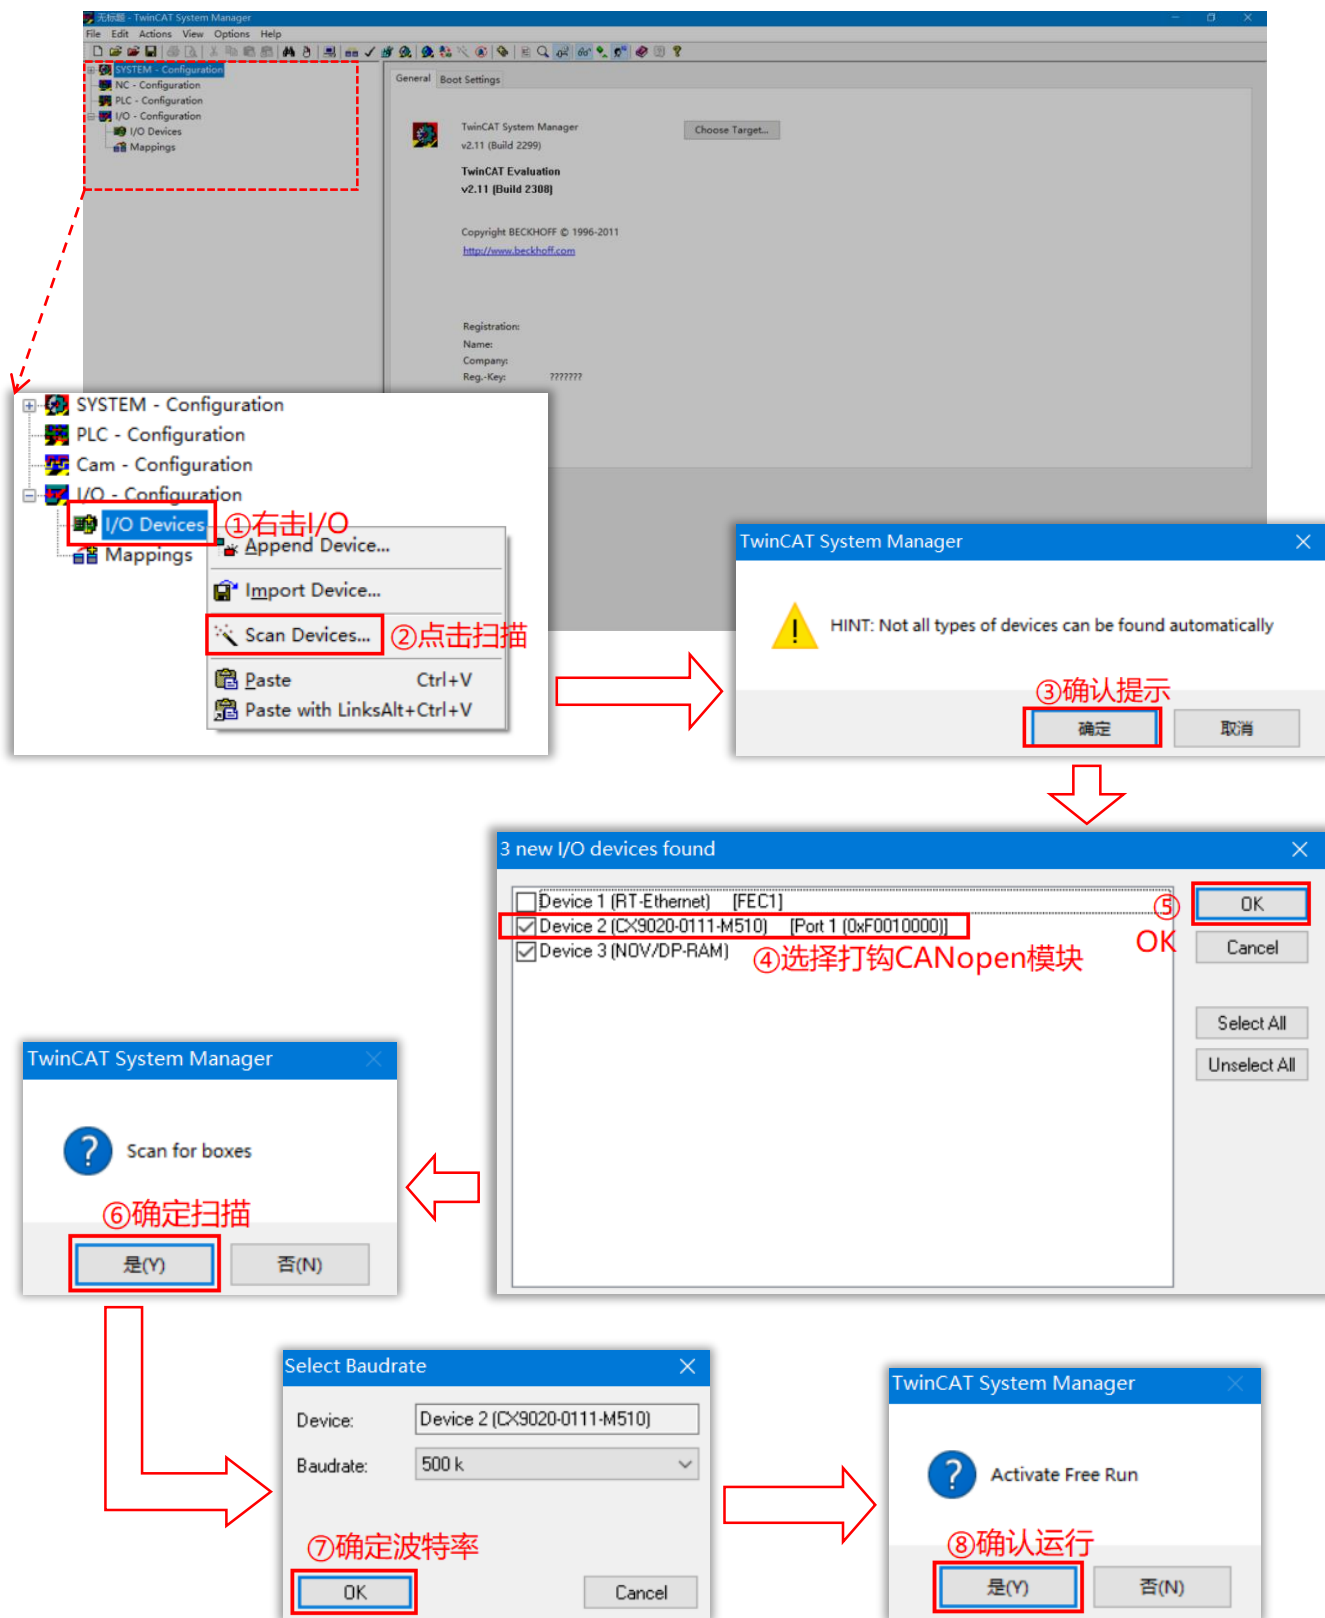 无标题 - TwinCAT System Manager
File Edit Actions View Options Help
SYSTEM - Configuration
NC - Configuration
PLC - Configuration
I/O - Configuration
I/O Devices
Mappings
General Boot Settings
TwinCAT System Manager
v2.11 (Build 2299)
Choose Target...
TwinCAT Evaluation
v2.11 (Build 2308)
Copyright BECKHOFF © 1996-2011
http://www.beckhoff.com
Registration:
Name:
Company:
Reg.-Key: ???????
SYSTEM - Configuration
PLC - Configuration
Cam - Configuration
I/O - Configuration
I/O Devices
①右击I/O
Mappings
Append Device...
Import Device...
Scan Devices...
②点击扫描
Paste Ctrl+V
Paste with LinksAlt+Ctrl+V
TwinCAT System Manager
HINT: Not all types of devices can be found automatically
③确认提示
确定 取消
3 new I/O devices found
Device 1 (RT-Ethernet) [FEC1]
Device 2 (CX9020-0111-M510) [Port 1 (0xF0010000)]
Device 3 (NOV/DP-RAM)
④选择打钩CANopen模块
⑤
OK
OK
Cancel
Select All
Unselect All
TwinCAT System Manager
Scan for boxes
⑥确定扫描
是(Y) 否(N)
Select Baudrate
Device: Device 2 (CX9020-0111-M510)
Baudrate: 500 k
⑦确定波特率
OK Cancel
TwinCAT System Manager
Activate Free Run
⑧确认运行
是(Y) 否(N)